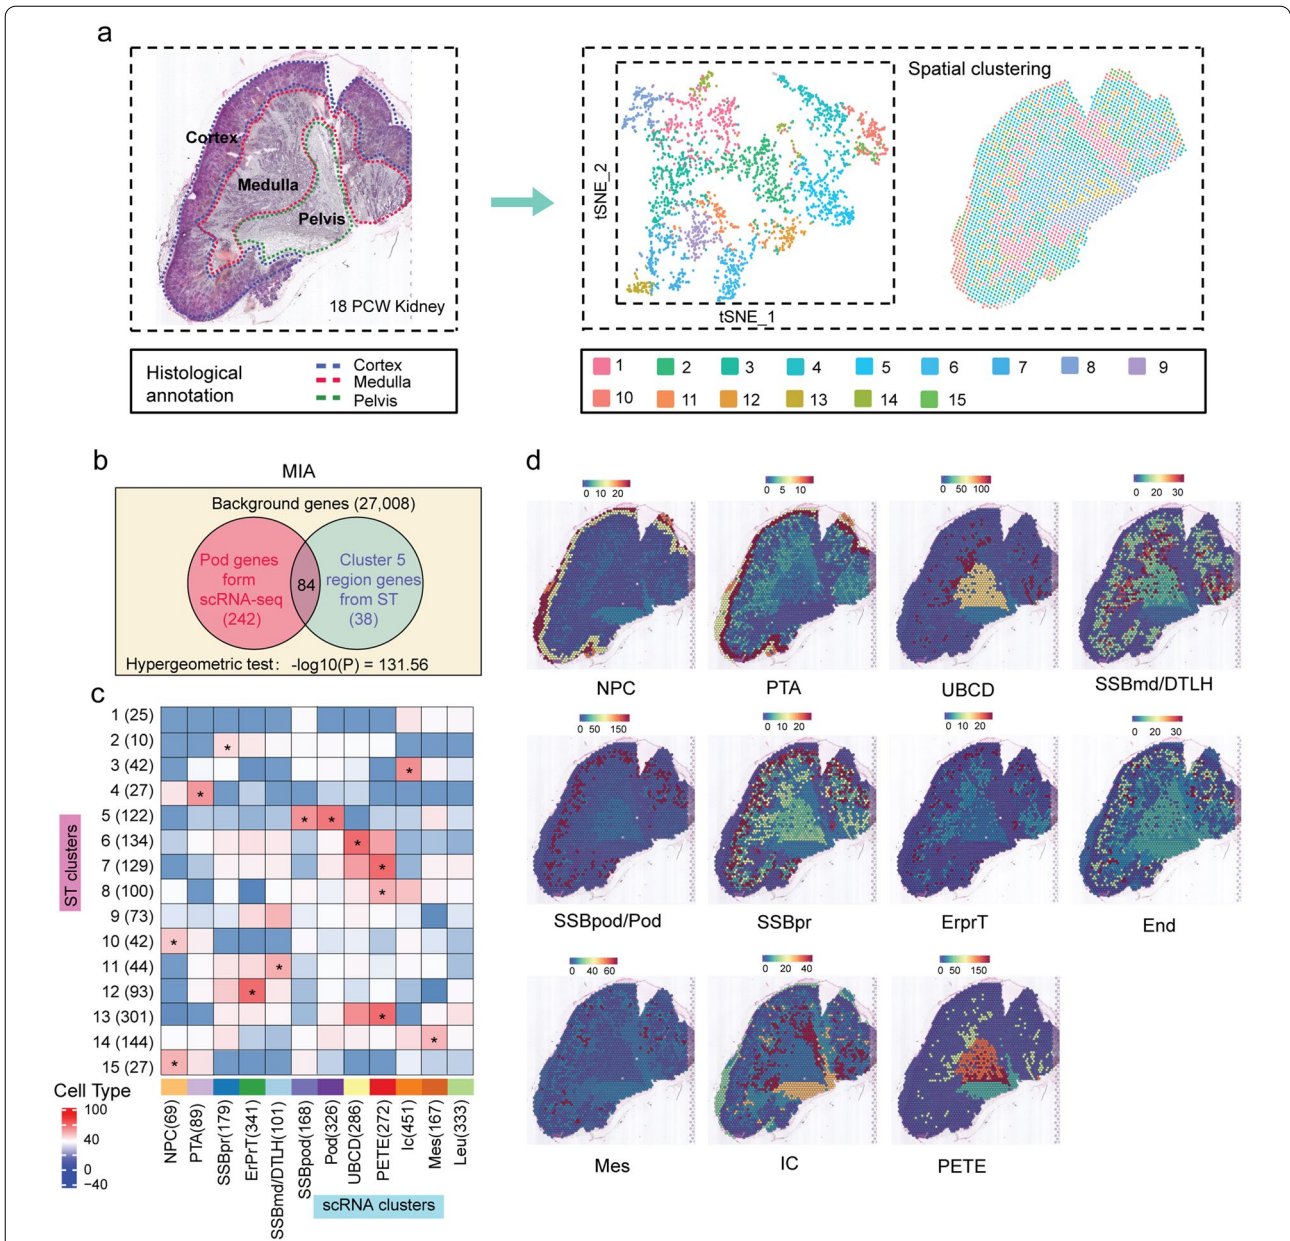 a
Cortex
Medulla
Pelvis
18 PCW Kidney
tSNE_2
tSNE_1
Spatial clustering
Histological
annotation
Cortex
Medulla
Pelvis
1 2 3 4 5 6 7 8 9
10 11 12 13 14 15
b
MIA
Background genes (27,008)
Pod genes
form
scRNA-seq
(242)
84
Cluster 5
region genes
from ST
(38)
Hypergeometric test: -log10(P) = 131.56
c
ST clusters
1 (25)
2 (10)
*
3 (42)
*
4 (27)
*
5 (122)
* *
6 (134)
*
7 (129)
*
8 (100)
*
9 (73)
10 (42)
*
11 (44)
*
12 (93)
*
13 (301)
*
14 (144)
*
15 (27)
*
Cell Type
100
40
0
−40
NPC(69)
PTA(89)
SSBpr(179)
ErPrT(341)
SSBmd/DTLH(101)
SSBpod(168)
Pod(326)
UBCD(286)
PETE(272)
Ic(451)
Mes(167)
Leu(333)
scRNA clusters
d
0 10 20
NPC
0 5 10
PTA
0 50 100
UBCD
0 20 30
SSBmd/DTLH
0 50 150
SSBpod/Pod
0 10 20
SSBpr
0 10 20
ErprT
0 30
End
0 40 60
Mes
0 20 40
IC
0 50 150
PETE